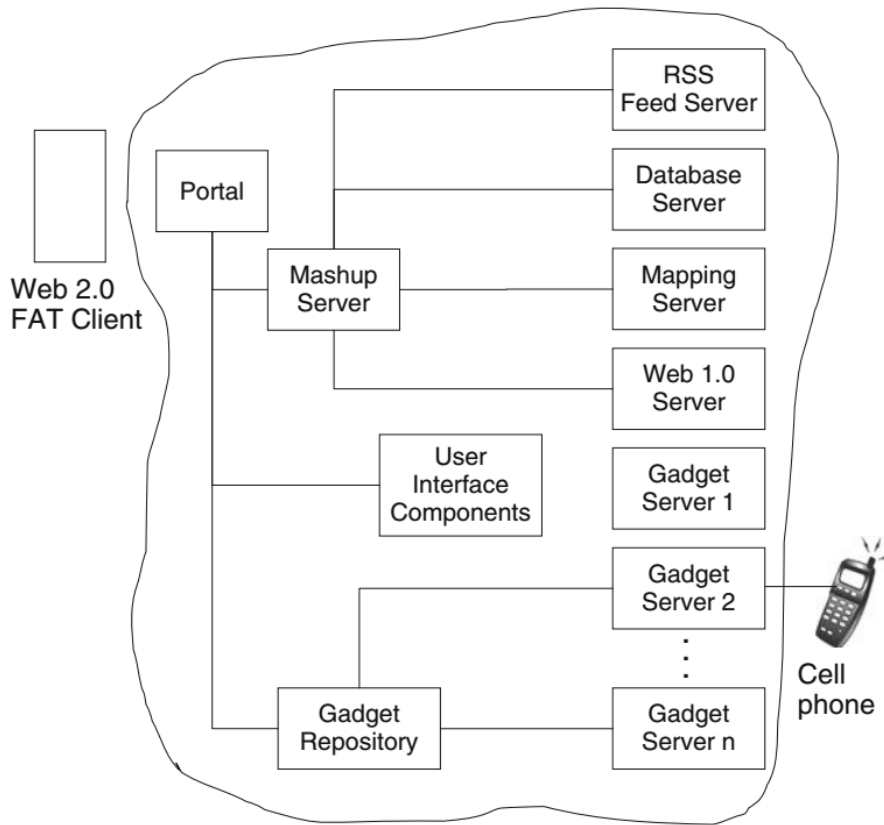 RSS
Feed Server
Portal
Database
Server
Web 2.0
FAT Client
Mashup
Server
Mapping
Server
Web 1.0
Server
User
Interface
Components
Gadget
Server 1
Gadget
Server 2
Cell
phone
Gadget
Repository
Gadget
Server n